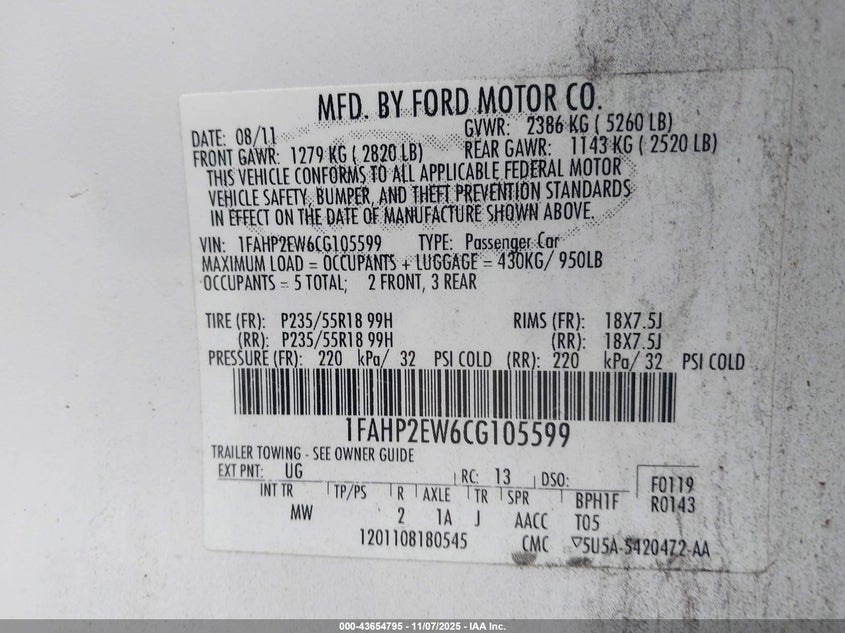 MFD. BY FORD MOTOR CO.
DATE: 08/11 GVWR: 2386 KG ( 5260 LB)
FRONT GAWR: 1279 KG ( 2820 LB) REAR GAWR: 1143 KG ( 2520 LB)
THIS VEHICLE CONFORMS TO ALL APPLICABLE FEDERAL MOTOR
VEHICLE SAFETY, BUMPER, AND THEFT PREVENTION STANDARDS
IN EFFECT ON THE DATE OF MANUFACTURE SHOWN ABOVE.
VIN: 1FAHP2EW6CG105599 TYPE: Passenger Car
MAXIMUM LOAD = OCCUPANTS + LUGGAGE = 430KG/ 950LB
OCCUPANTS = 5 TOTAL; 2 FRONT, 3 REAR
TIRE (FR): P235/55R18 99H RIMS (FR): 18X7.5J
(RR): P235/55R18 99H (RR): 18X7.5J
PRESSURE (FR): 220 kPa/ 32 PSI COLD (RR): 220 kPa/ 32 PSI COLD
1FAHP2EW6CG105599
TRAILER TOWING - SEE OWNER GUIDE
EXT PNT: UG RC: 13 DSO: F0119
INT TR TP/PS R AXLE TR SPR BPH1F R0143
MW 2 1A J AACC T05
1201108180545 CMC ▽5U5A-5420472-AA
000-43654795 - 11/07/2025 - IAA Inc.